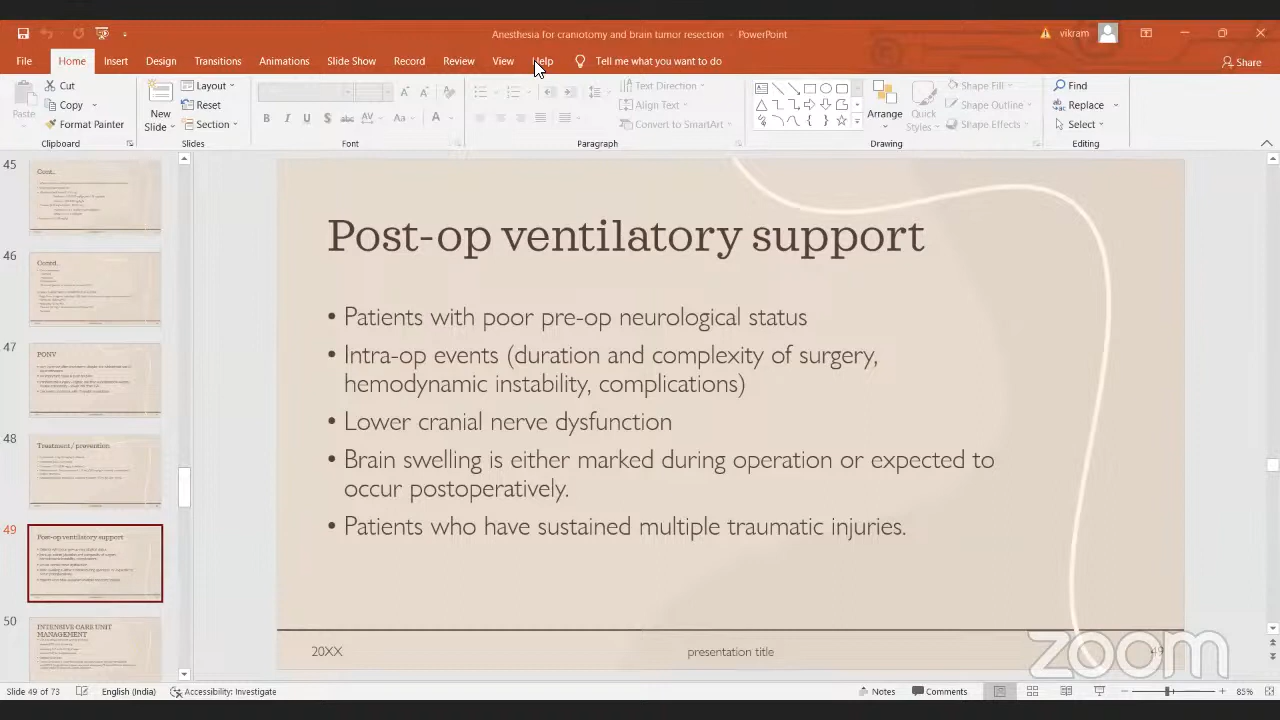 Anesthesia for craniotomy and brain tumor resection - PowerPoint
vikram
File Home Insert Design Transitions Animations Slide Show Record Review View Help Tell me what you want to do Share
Paste
Cut
Copy
Format Painter
Clipboard
New Slide
Layout
Reset
Section
Slides
Font
Text Direction
Align Text
Convert to SmartArt
Paragraph
Arrange
Quick Styles
Shape Fill
Shape Outline
Shape Effects
Drawing
Find
Replace
Select
Editing
45
Cont..
46
Contd..
47
PONV
48
Treatment / prevention
49
Post-op ventilatory support
50
INTENSIVE CARE UNIT
MANAGEMENT
Post-op ventilatory support
• Patients with poor pre-op neurological status
• Intra-op events (duration and complexity of surgery,
hemodynamic instability, complications)
• Lower cranial nerve dysfunction
• Brain swelling is either marked during operation or expected to
occur postoperatively.
• Patients who have sustained multiple traumatic injuries.
20XX presentation title 49
zoom
Slide 49 of 73 English (India) Accessibility: Investigate Notes Comments 85%